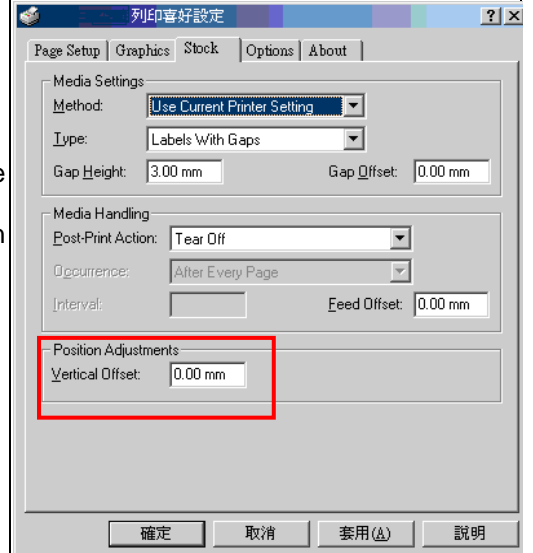 列印喜好設定
Page Setup Graphics Stock Options About
Media Settings
Method: Use Current Printer Setting
Type: Labels With Gaps
Gap Height: 3.00 mm Gap Offset: 0.00 mm
Media Handling
Post-Print Action: Tear Off
Occurrence: After Every Page
Interval: Feed Offset: 0.00 mm
Position Adjustments
Vertical Offset: 0.00 mm
確定 取消 套用(A) 說明